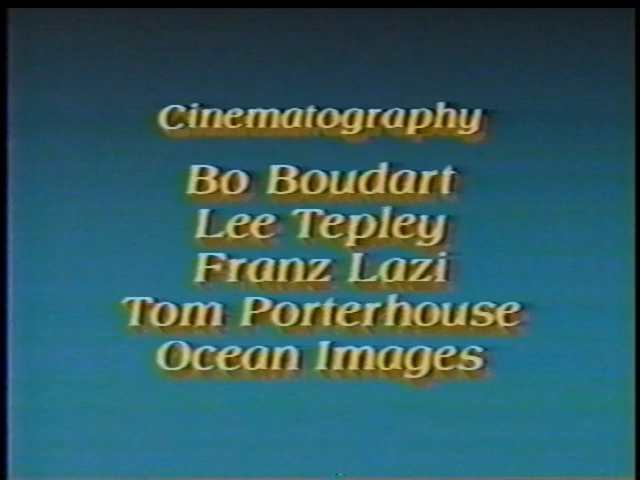 Cinematography
Bo Boudart
Lee Tepley
Franz Lazi
Tom Porterhouse
Ocean Images